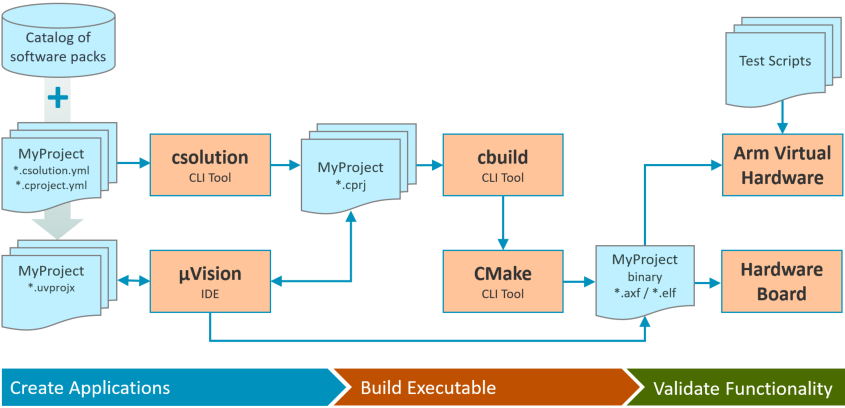 Catalog of
software packs
Test Scripts
MyProject
*.csolution.yml
*.cproject.yml
csolution
CLI Tool
MyProject
*.cprj
cbuild
CLI Tool
Arm Virtual
Hardware
MyProject
*.uvprojx
µVision
IDE
CMake
CLI Tool
MyProject
binary
*.axf / *.elf
Hardware
Board
Create Applications
Build Executable
Validate Functionality